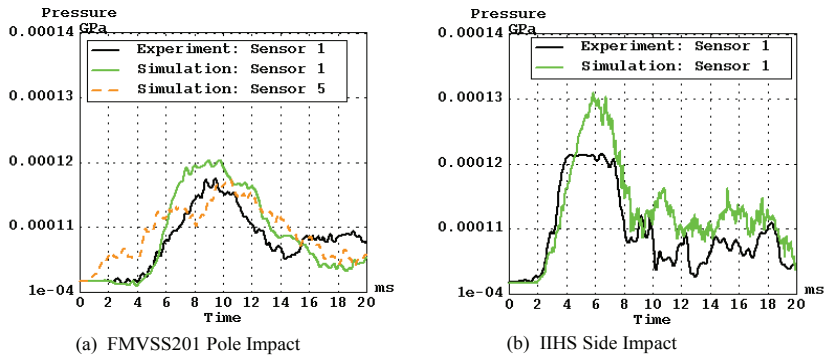 Pressure
GPa
0.00014
0.00013
0.00012
0.00011
1e-04
Experiment: Sensor 1
Simulation: Sensor 1
Simulation: Sensor 5
0 2 4 6 8 10 12 14 16 18 20
ms
Time
(a) FMVSS201 Pole Impact
Pressure
GPa
0.00014
0.00013
0.00012
0.00011
1e-04
Experiment: Sensor 1
Simulation: Sensor 1
0 2 4 6 8 10 12 14 16 18 20
ms
Time
(b) IIHS Side Impact